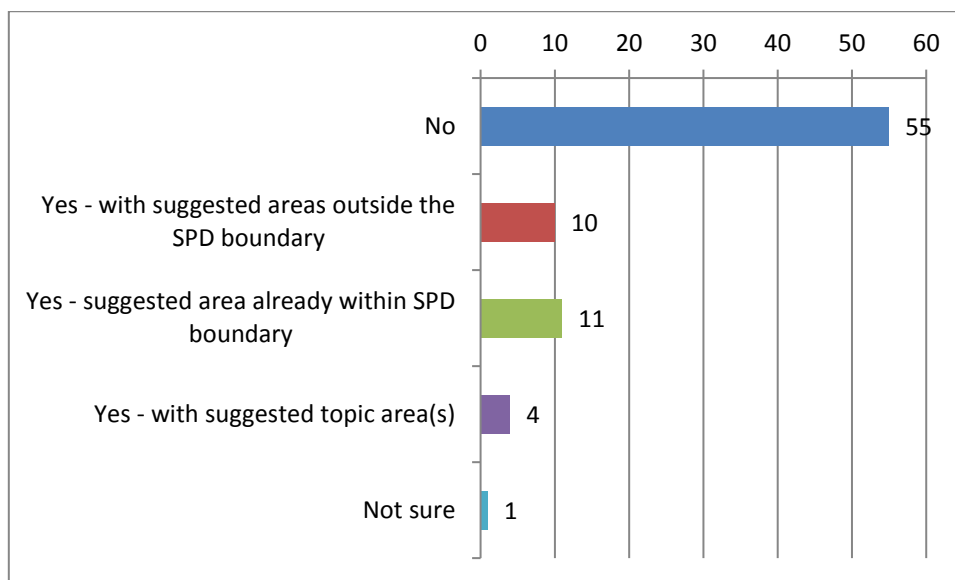 0 10 20 30 40 50 60
No
55
Yes - with suggested areas outside the
SPD boundary
10
Yes - suggested area already within SPD
boundary
11
Yes - with suggested topic area(s)
4
Not sure
1